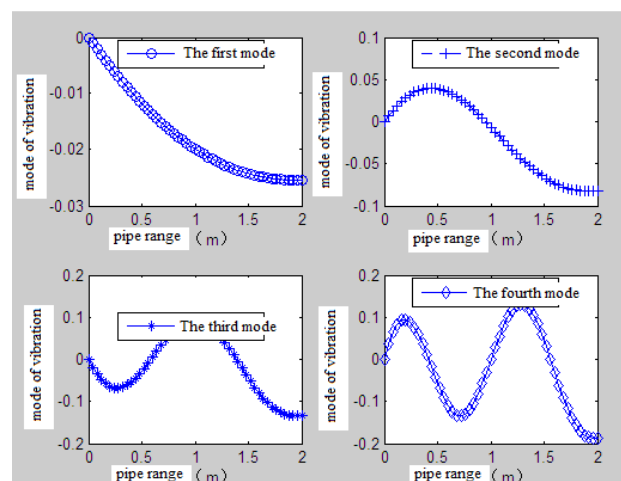 0
-0.01
-0.02
-0.03
0 0.5 1 1.5 2
The first mode
mode of vibration
pipe range (m)
0.1
0.05
0
-0.05
-0.1
0 0.5 1 1.5 2
The second mode
mode of vibration
pipe range (m)
0.2
0.1
0
-0.1
-0.2
0 0.5 1 1.5 2
The third mode
mode of vibration
pipe range (m)
0.2
0.1
0
-0.1
-0.2
0 0.5 1 1.5 2
The fourth mode
mode of vibration
pipe range (m)